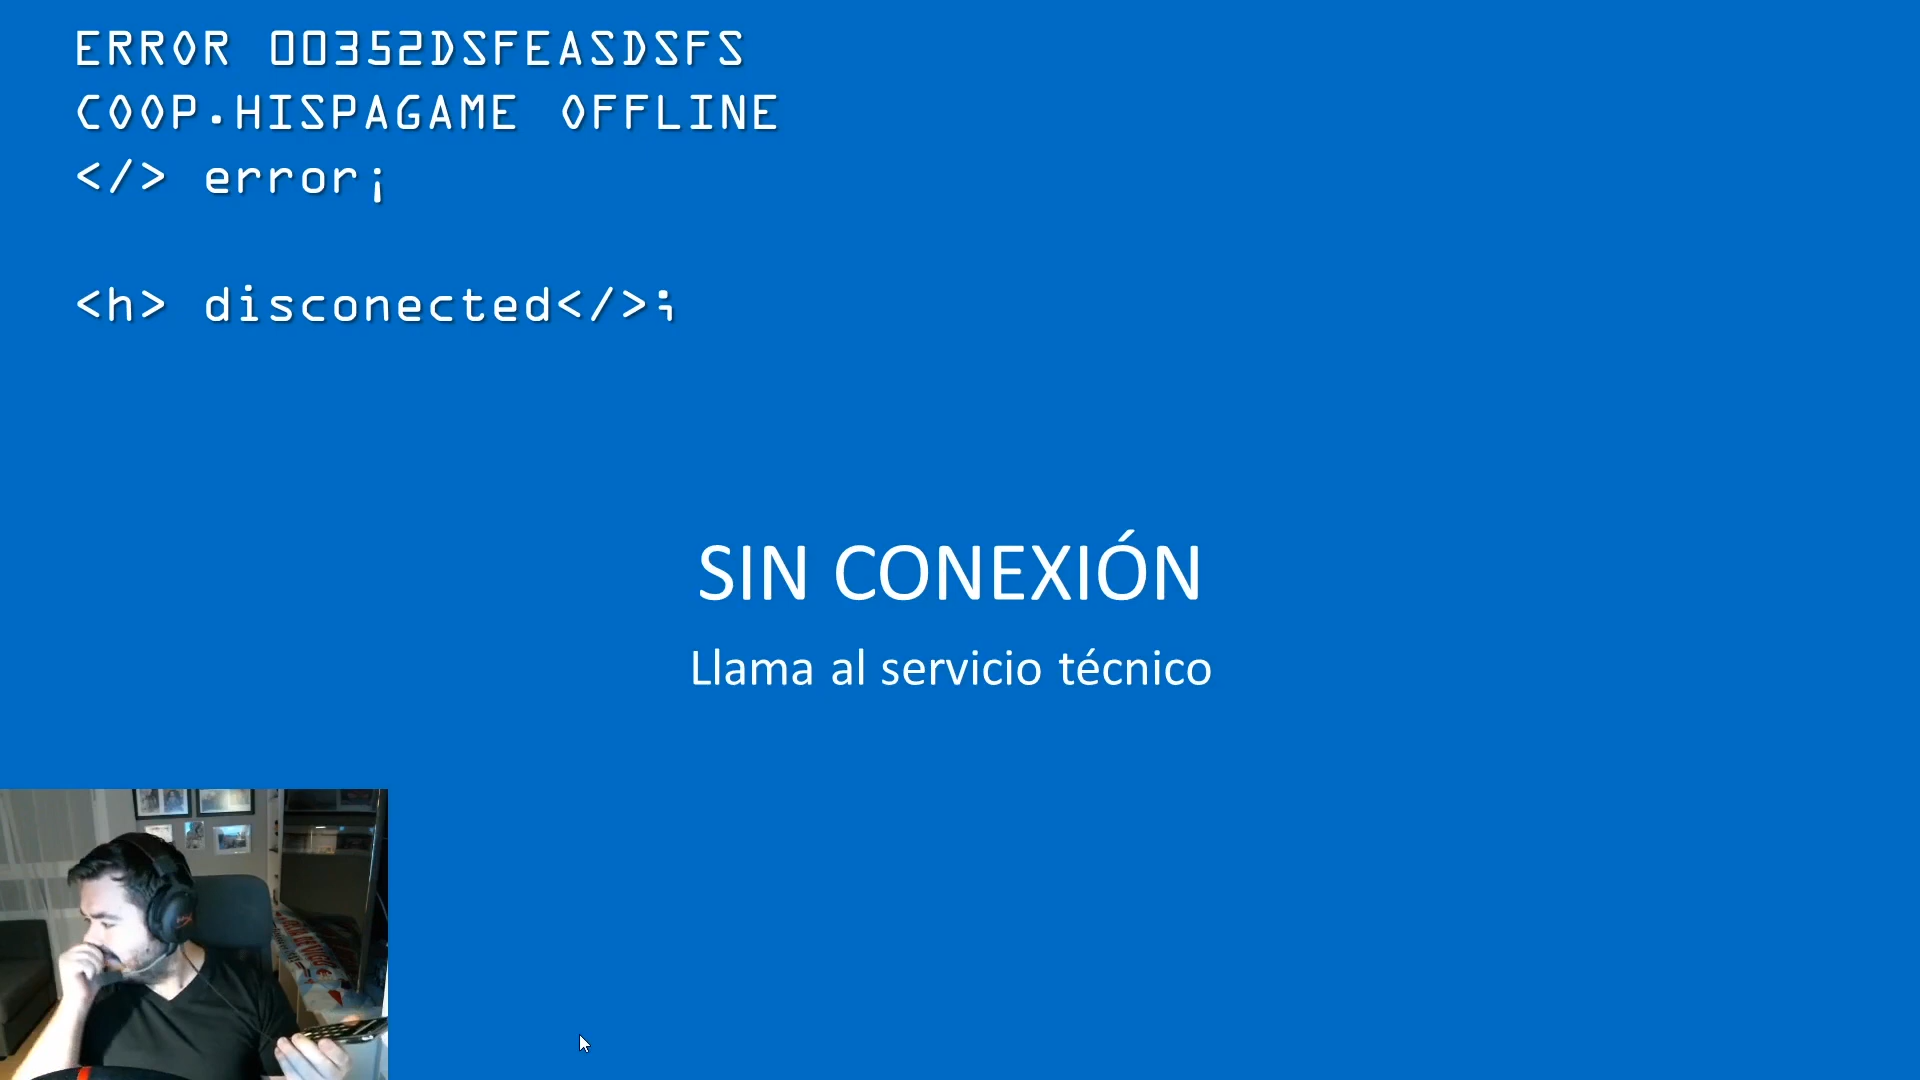 ERROR 00352DSFEASDSFS
COOP.HISPAGAME OFFLINE
</> error¡
<h> disconected</>;
SIN CONEXIÓN
Llama al servicio técnico